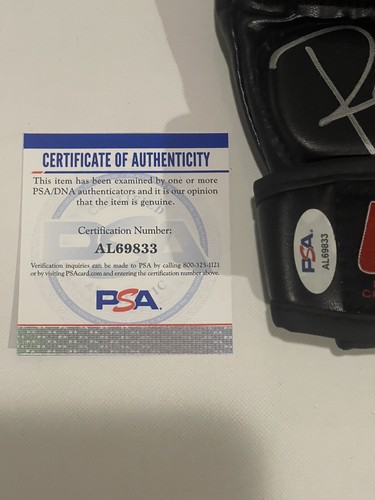 CERTIFICATE OF AUTHENTICITY
This item has been examined by one or more
PSA/DNA authenticators and it is our opinion
that the item is genuine.
Certification Number:
AL69833
Verification inquiries can be made to PSA by calling 800-325-1121
or by visiting PSAcard.com and entering the certification number above.
PSA
PSA
AL69833